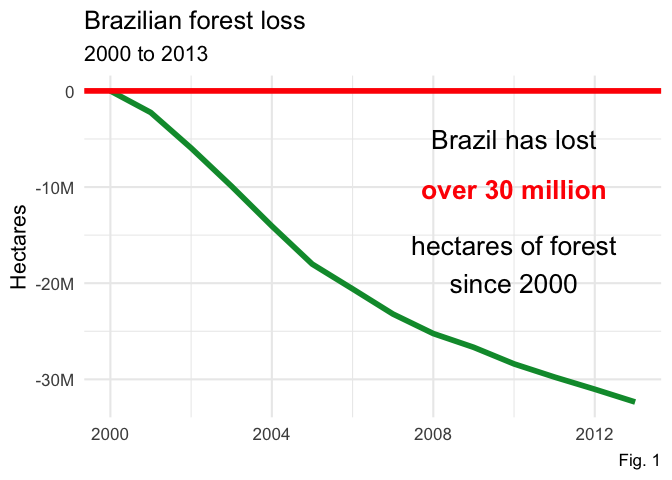 Brazilian forest loss
2000 to 2013
0
Brazil has lost
-10M
over 30 million
Hectares
hectares of forest
-20M
since 2000
-30M
2000 2004 2008 2012
Fig. 1